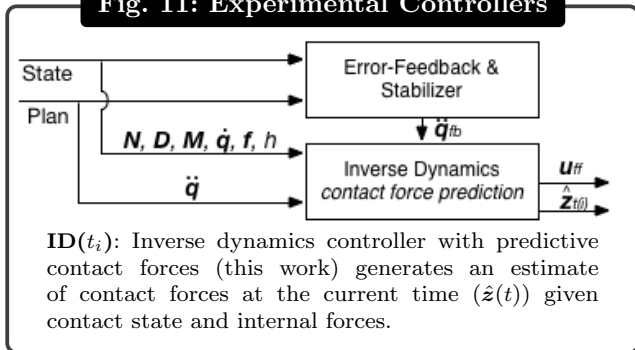 Fig. 11: Experimental Controllers
State
Error-Feedback &
Stabilizer
Plan
q̈fb
N, D, M, q̇, f, h
Inverse Dynamics
contact force prediction
uff
q̈
ẑt(i)
ID(ti): Inverse dynamics controller with predictive
contact forces (this work) generates an estimate
of contact forces at the current time (ẑ(t)) given
contact state and internal forces.